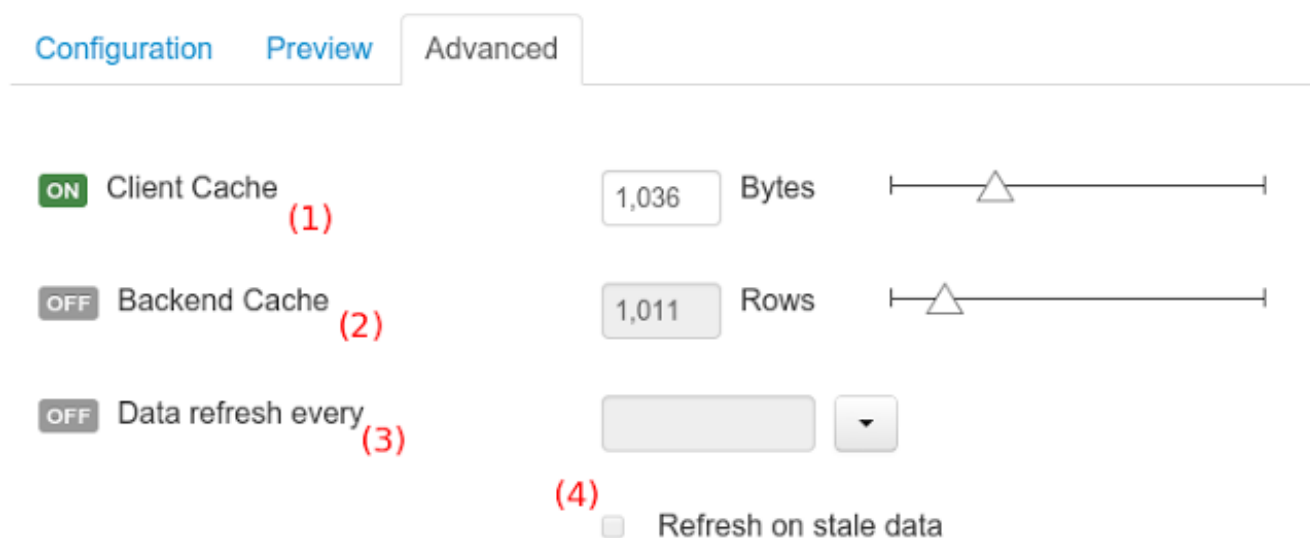 Configuration Preview Advanced
ON Client Cache (1) 1,036 Bytes
OFF Backend Cache (2) 1,011 Rows
OFF Data refresh every (3)
(4) Refresh on stale data